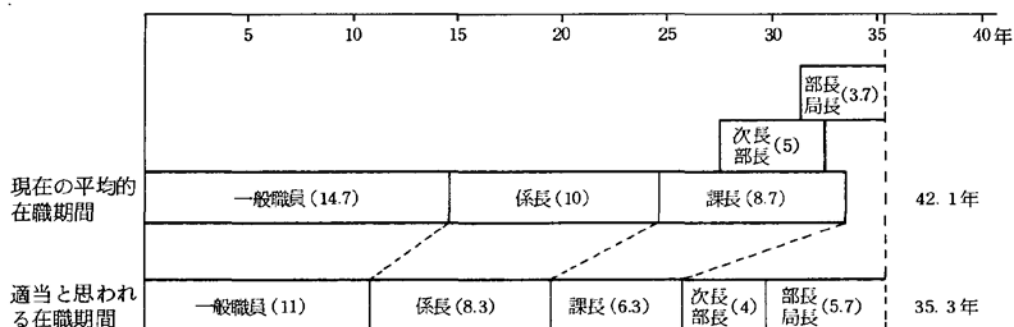 5 10 15 20 25 30 35 40年
部長
局長(3.7)
次長
部長(5)
現在の平均的
在職期間
一般職員(14.7) 係長(10) 課長(8.7) 42.1年
適当と思われ
る在職期間
一般職員(11) 係長(8.3) 課長(6.3) 次長
部長(4) 部長
局長(5.7) 35.3年